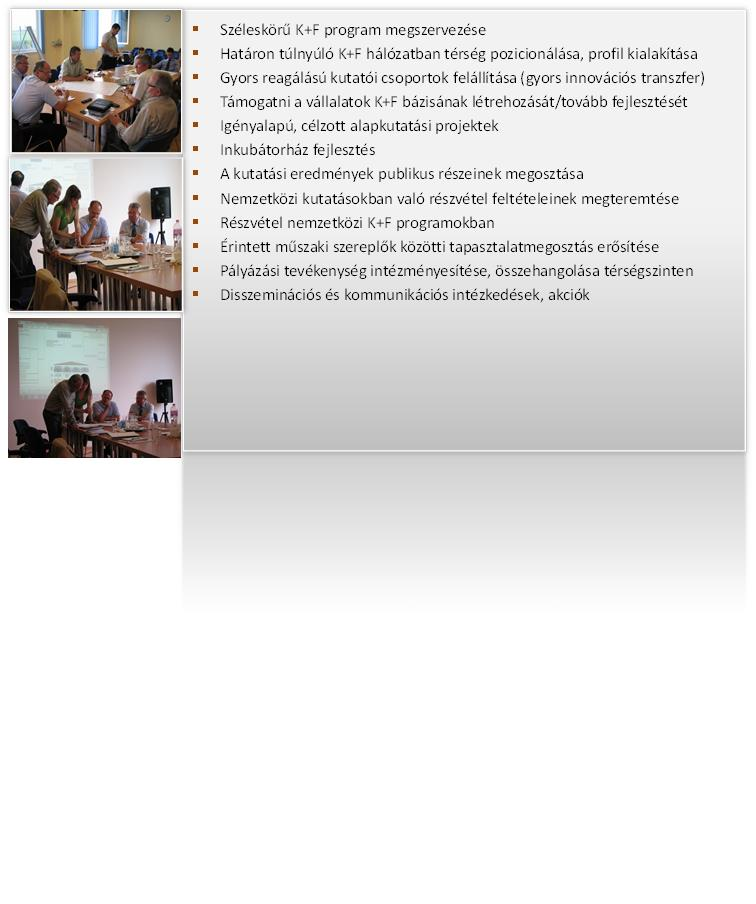 ▪ Széleskörű K+F program megszervezése
▪ Határon túlnyúló K+F hálózatban térség pozicionálása, profil kialakítása
▪ Gyors reagálású kutatói csoportok felállítása (gyors innovációs transzfer)
▪ Támogatni a vállalatok K+F bázisának létrehozását/tovább fejlesztését
▪ Igényalapú, célzott alapkutatási projektek
▪ Inkubátorház fejlesztés
▪ A kutatási eredmények publikus részeinek megosztása
▪ Nemzetközi kutatásokban való részvétel feltételeinek megteremtése
▪ Részvétel nemzetközi K+F programokban
▪ Érintett műszaki szereplők közötti tapasztalatmegosztás erősítése
▪ Pályázási tevékenység intézményesítése, összehangolása térségszinten
▪ Disszeminációs és kommunikációs intézkedések, akciók